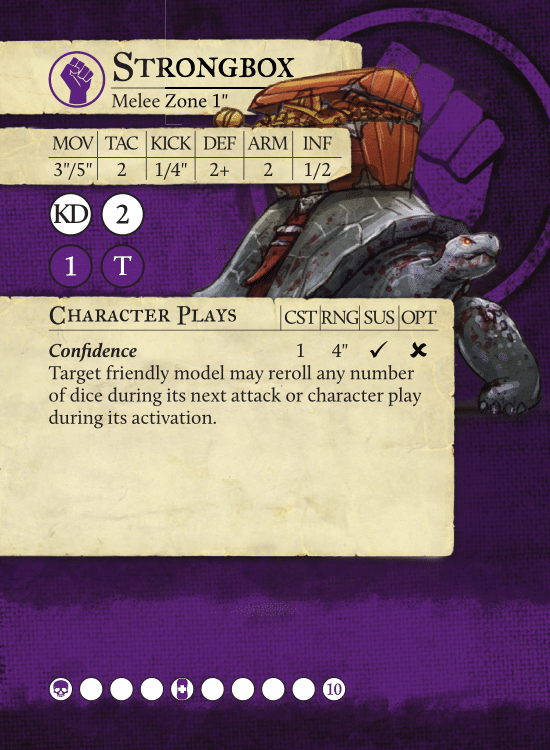 STRONGBOX
Melee Zone 1"
MOV TAC KICK DEF ARM INF
3"/5" 2 1/4" 2+ 2 1/2
KD 2
1 T
CHARACTER PLAYS CST RNG SUS OPT
Confidence 1 4" ✓ ✘
Target friendly model may reroll any number
of dice during its next attack or character play
during its activation.
10